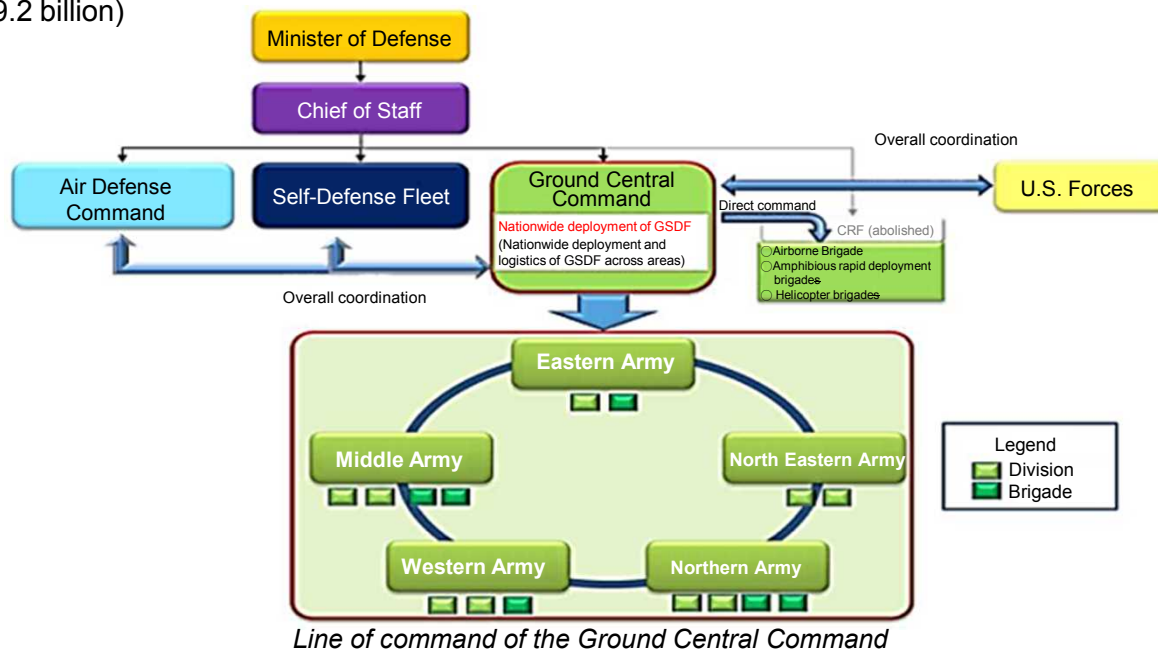 9.2 billion)
Minister of Defense
Chief of Staff
Overall coordination
Air Defense
Command
Self-Defense Fleet
Ground Central
Command
Nationwide deployment of GSDF
(Nationwide deployment and
logistics of GSDF across areas)
U.S. Forces
Direct command
CRF (abolished)
○Airborne Brigade
○Amphibious rapid deployment
brigades
○ Helicopter brigades
Overall coordination
Eastern Army
Middle Army
North Eastern Army
Western Army
Northern Army
Legend
Division
Brigade
Line of command of the Ground Central Command